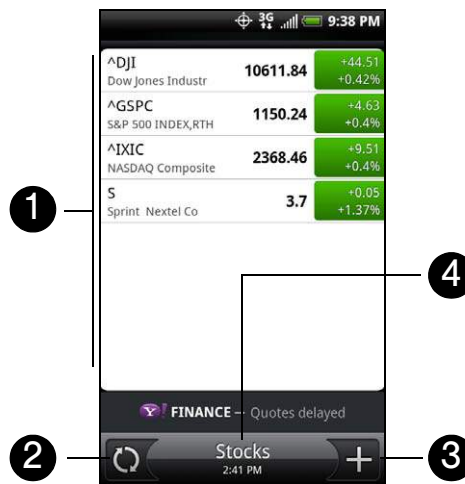 3G 9:38 PM
^DJI 10611.84 +44.51
Dow Jones Industr +0.42%
^GSPC 1150.24 +4.63
S&P 500 INDEX,RTH +0.4%
^IXIC 2368.46 +9.51
NASDAQ Composite +0.4%
S 3.7 +0.05
Sprint Nextel Co +1.37%
1
4
Y! FINANCE – Quotes delayed
2 Stocks 3
2:41 PM